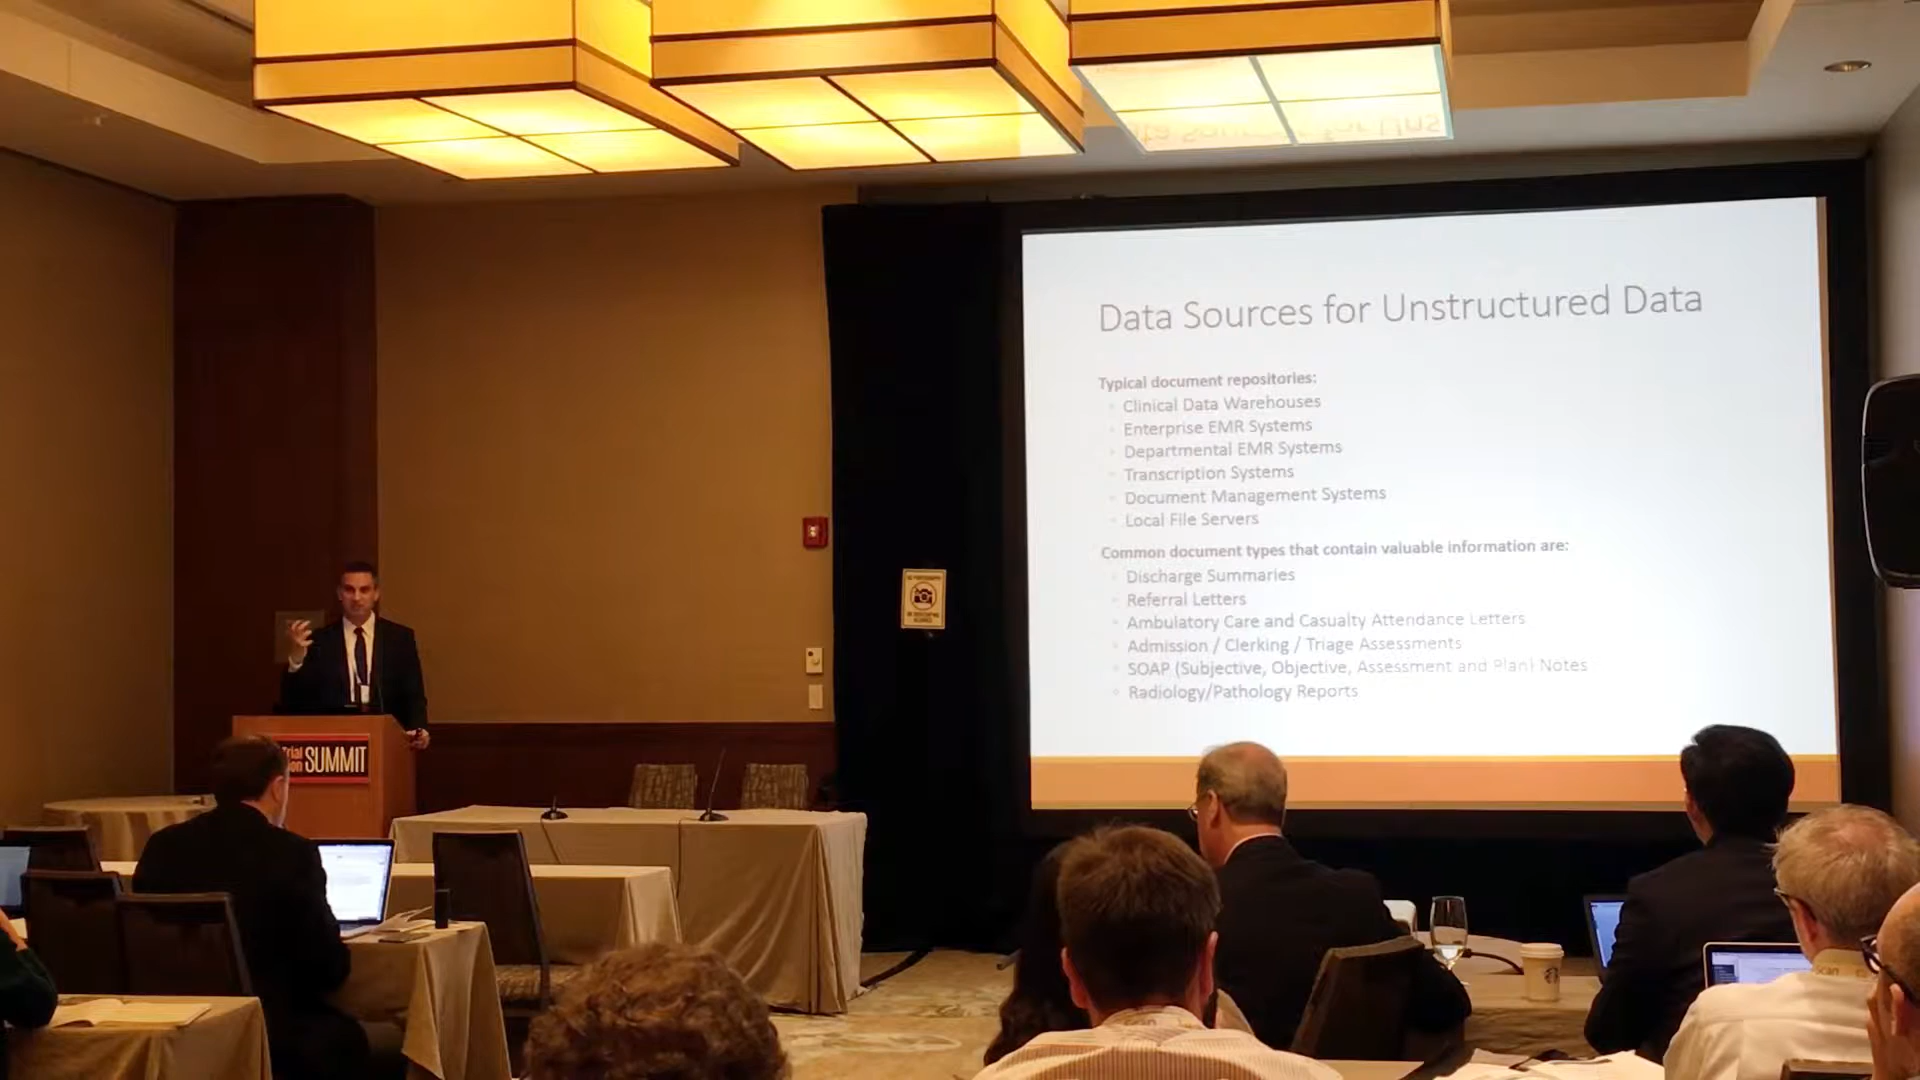 Data Sources for Unstructured Data
Typical document repositories:
Clinical Data Warehouses
Enterprise EMR Systems
Departmental EMR Systems
Transcription Systems
Document Management Systems
Local File Servers
Common document types that contain valuable information are:
Discharge Summaries
Referral Letters
Ambulatory Care and Casualty Attendance Letters
Admission / Clerking / Triage Assessments
SOAP (Subjective, Objective, Assessment and Plan) Notes
Radiology/Pathology Reports
SUMMIT